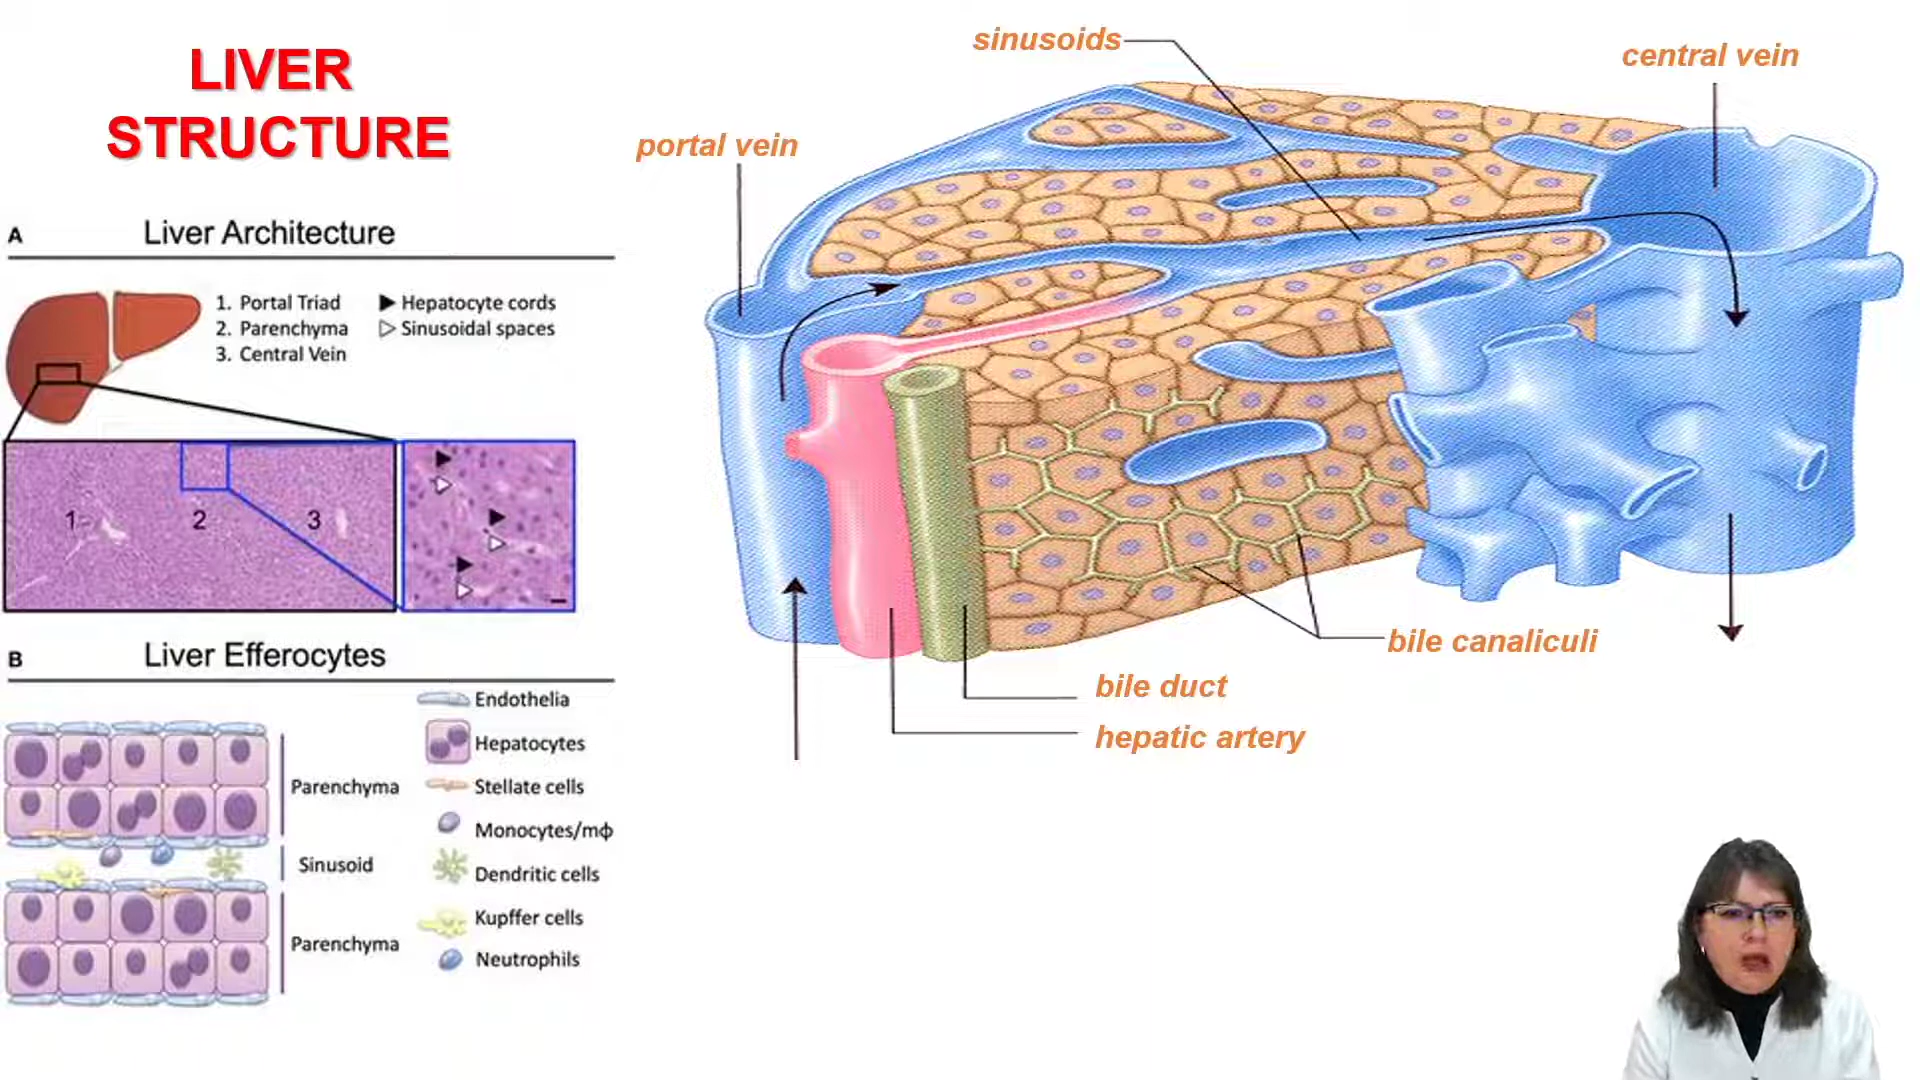 LIVER
STRUCTURE
A Liver Architecture
1. Portal Triad
2. Parenchyma
3. Central Vein
Hepatocyte cords
Sinusoidal spaces
1 2 3
B Liver Efferocytes
Parenchyma
Sinusoid
Parenchyma
Endothelia
Hepatocytes
Stellate cells
Monocytes/mφ
Dendritic cells
Kupffer cells
Neutrophils
sinusoids
central vein
portal vein
bile canaliculi
bile duct
hepatic artery